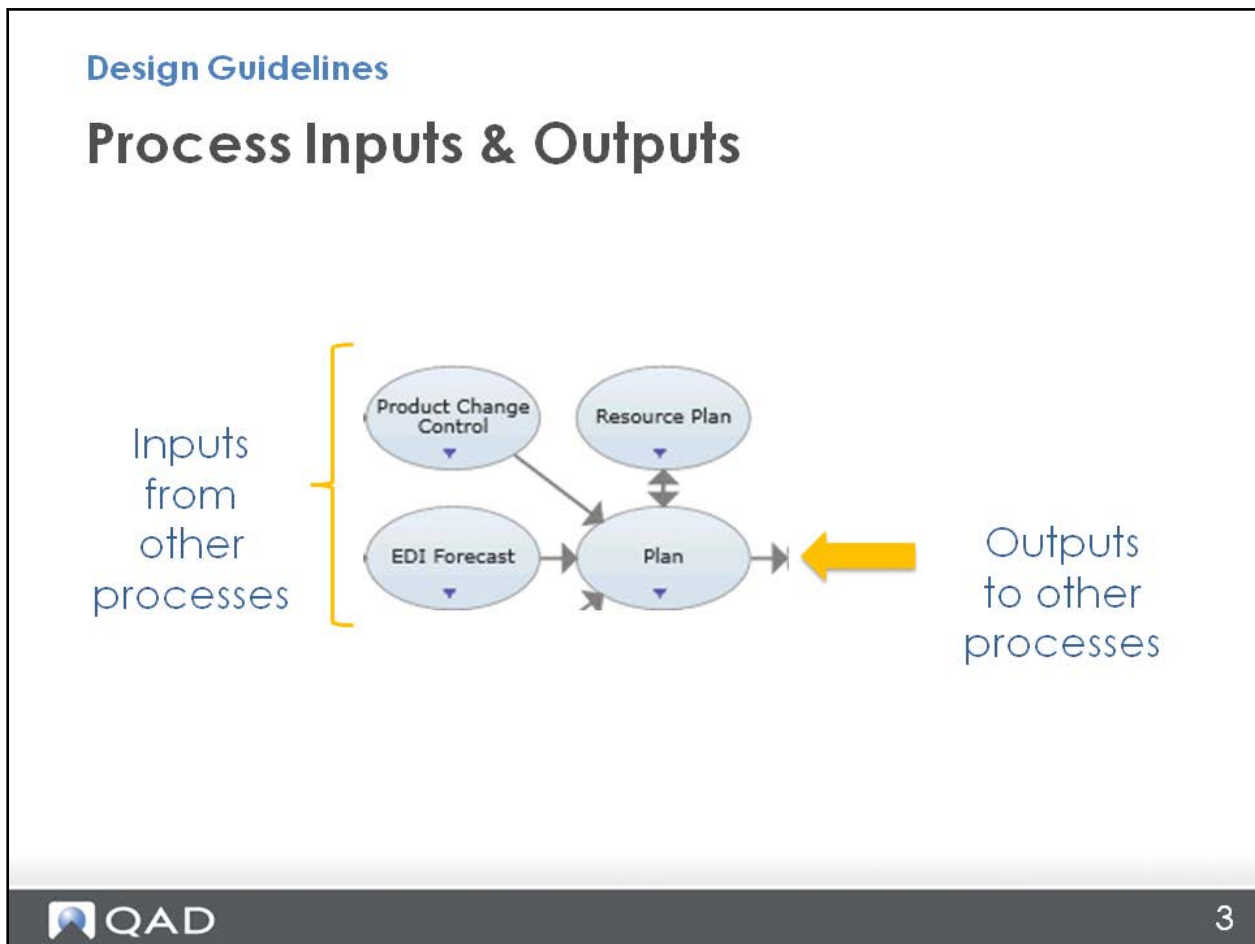 Design Guidelines
Process Inputs & Outputs
Inputs
from
other
processes
Product Change
Control
Resource Plan
EDI Forecast
Plan
Outputs
to other
processes
QAD
3